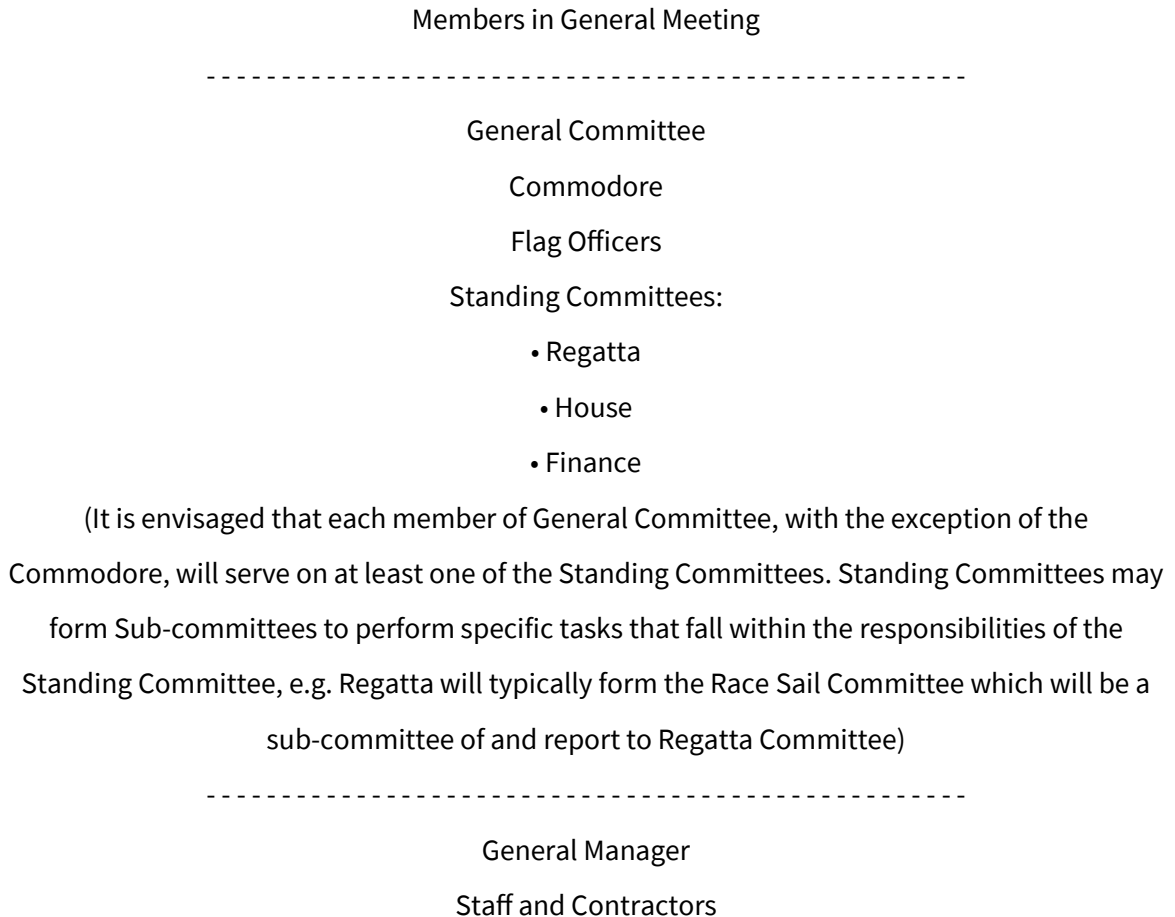 Members in General Meeting
- - - - - - - - - - - - - - - - - - - - - - - - - - - - - - - - - - - - - - - - - - - - - - - - - - - -
General Committee
Commodore
Flag Officers
Standing Committees:
• Regatta
• House
• Finance
(It is envisaged that each member of General Committee, with the exception of the
Commodore, will serve on at least one of the Standing Committees. Standing Committees may
form Sub-committees to perform specific tasks that fall within the responsibilities of the
Standing Committee, e.g. Regatta will typically form the Race Sail Committee which will be a
sub-committee of and report to Regatta Committee)
- - - - - - - - - - - - - - - - - - - - - - - - - - - - - - - - - - - - - - - - - - - - - - - - - - - -
General Manager
Staff and Contractors